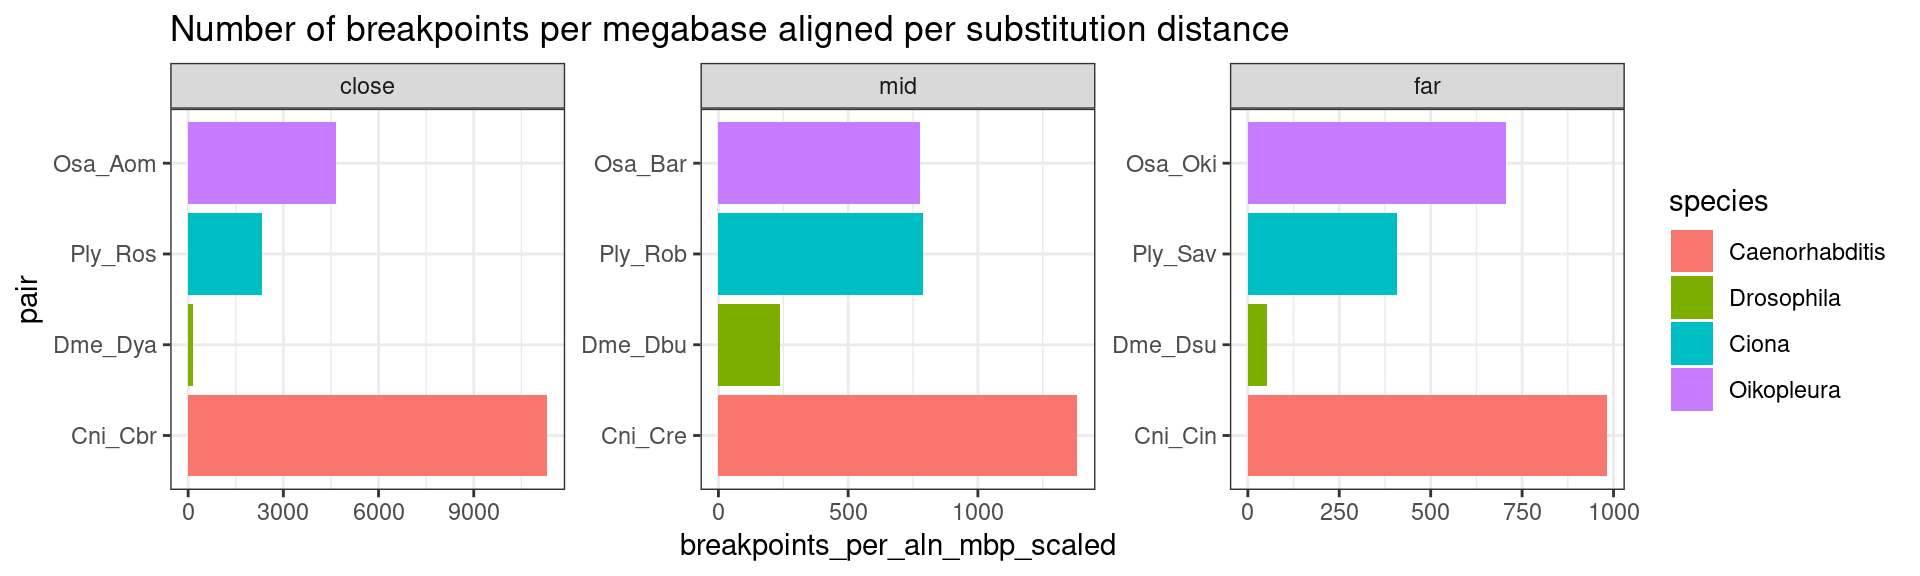 Number of breakpoints per megabase aligned per substitution distance
close
mid
far
Osa_Aom
Ply_Ros
Dme_Dya
Cni_Cbr
Osa_Bar
Ply_Rob
Dme_Dbu
Cni_Cre
Osa_Oki
Ply_Sav
Dme_Dsu
Cni_Cin
pair
0 3000 6000 9000
0 500 1000
0 250 500 750 1000
breakpoints_per_aln_mbp_scaled
species
Caenorhabditis
Drosophila
Ciona
Oikopleura